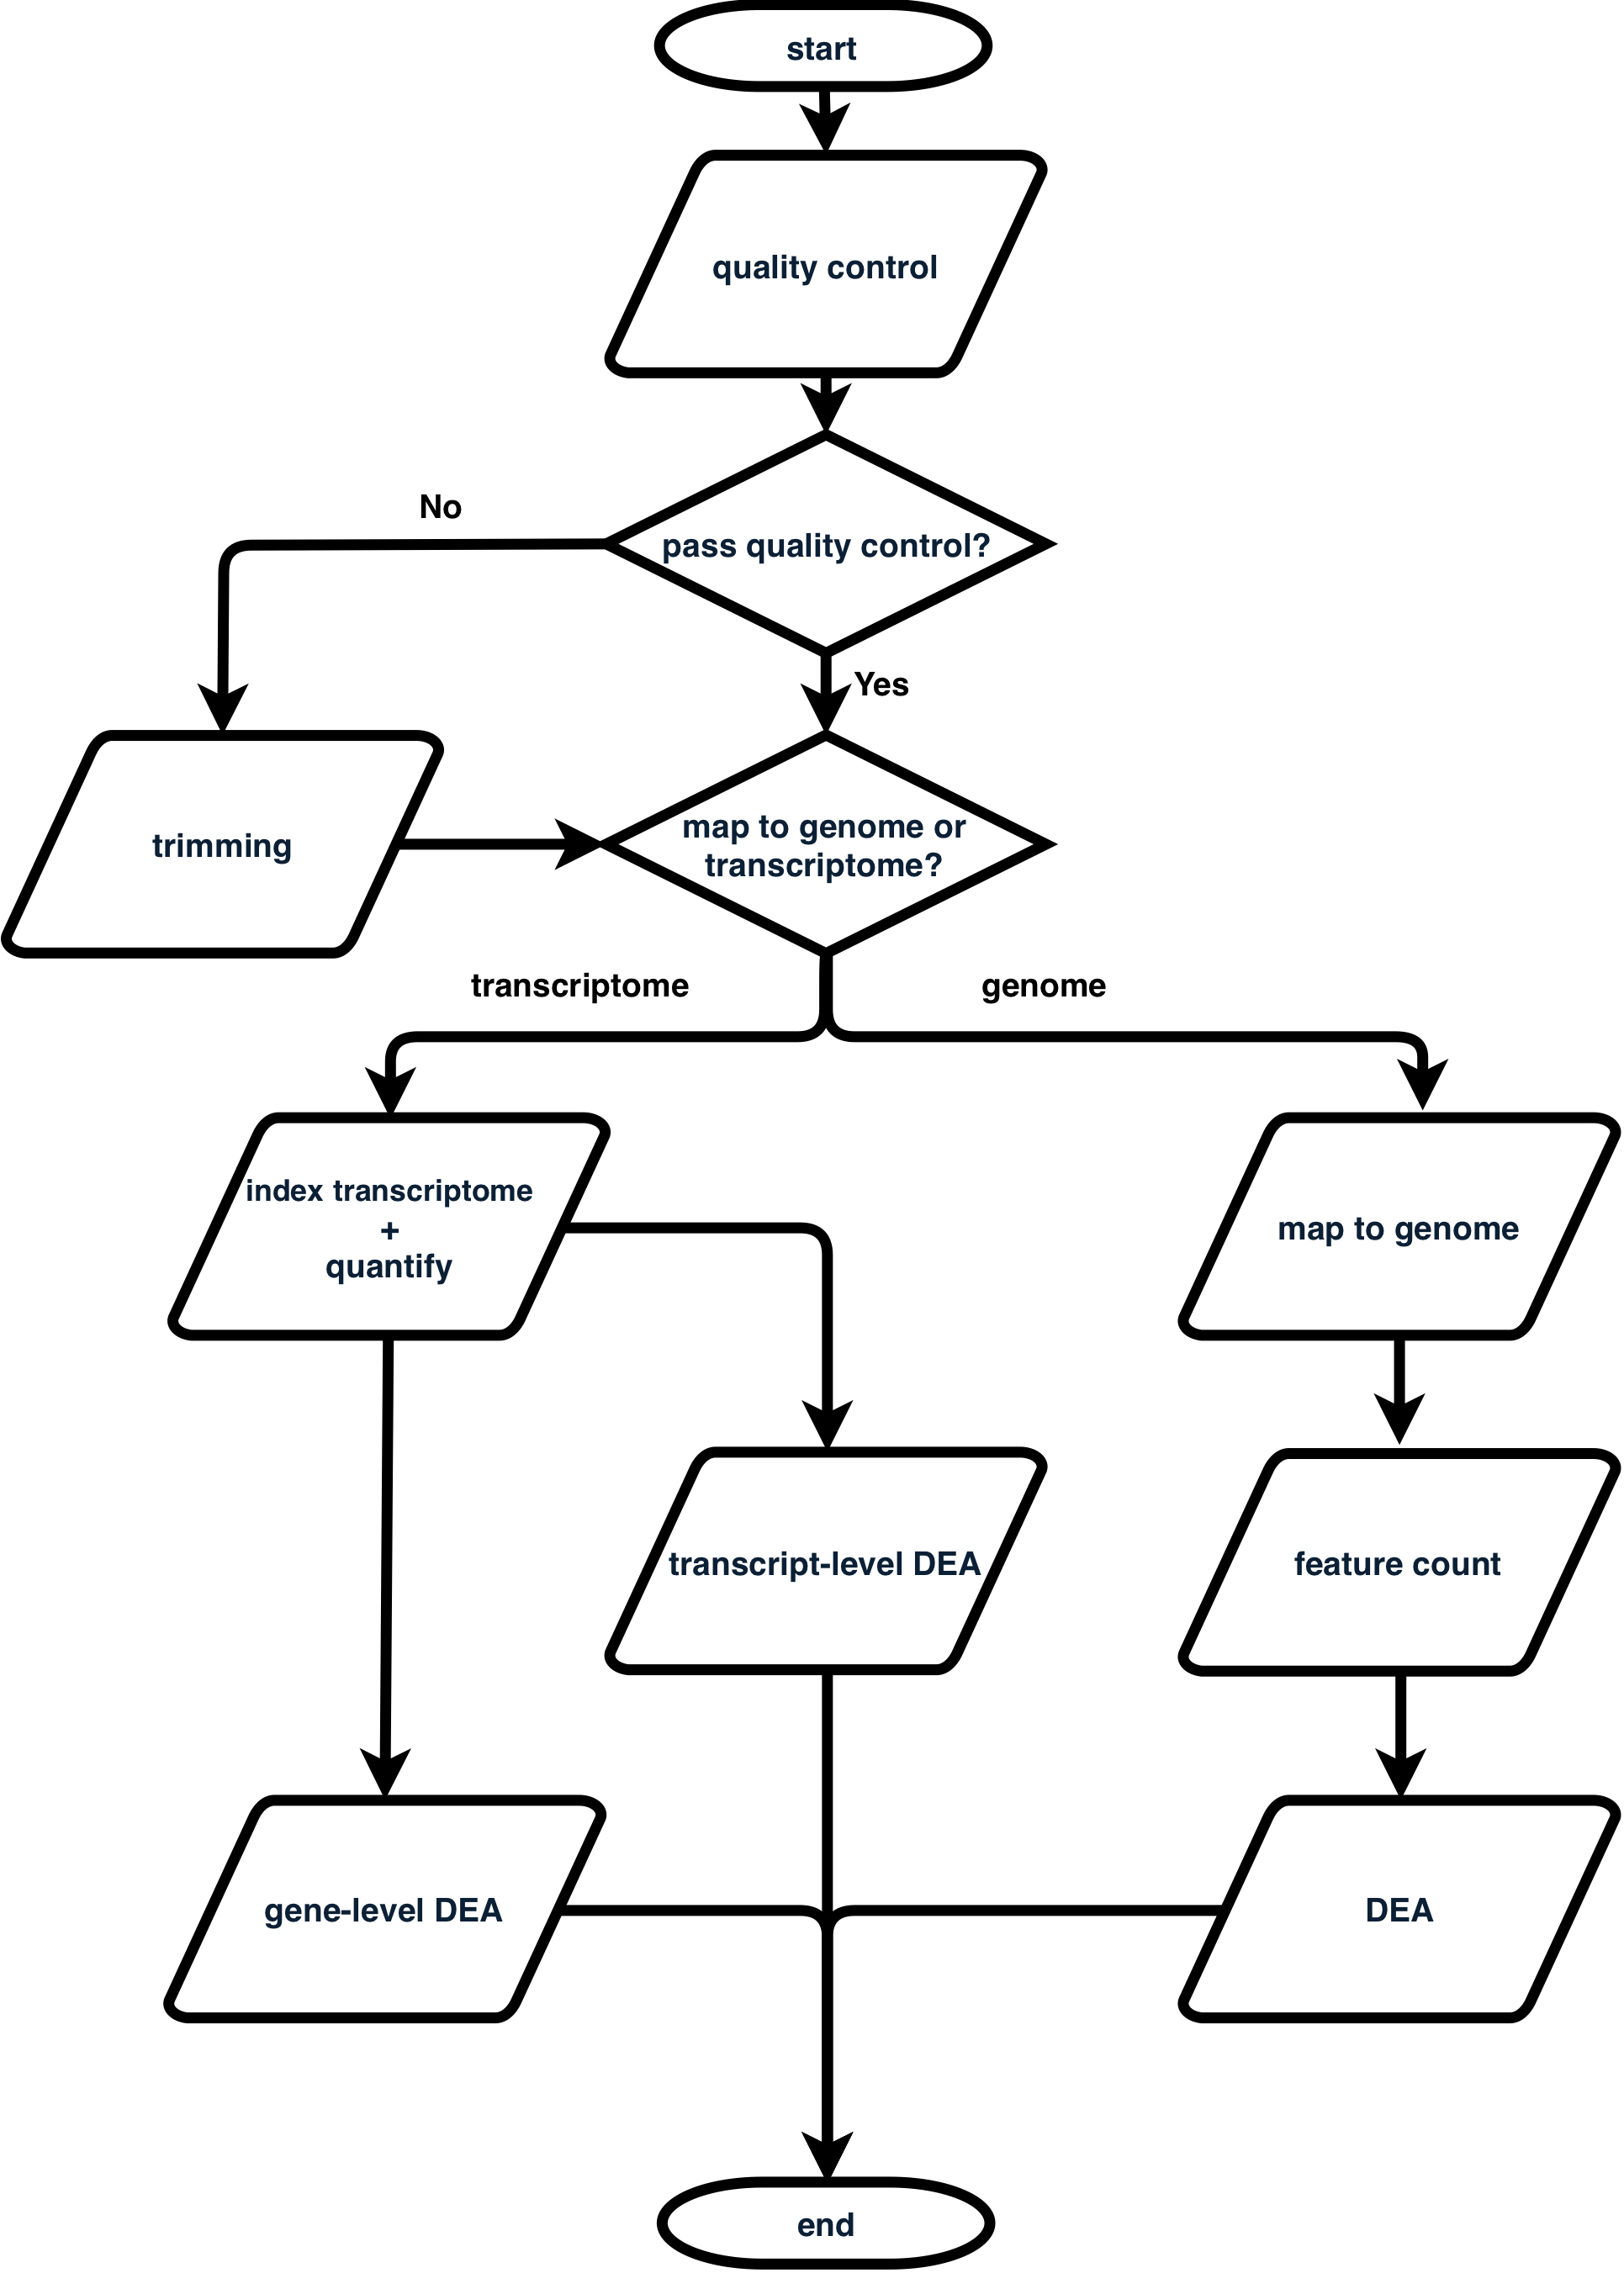 start
quality control
pass quality control?
No
Yes
trimming
map to genome or
transcriptome?
transcriptome
genome
index transcriptome
+
quantify
map to genome
transcript-level DEA
feature count
gene-level DEA
DEA
end